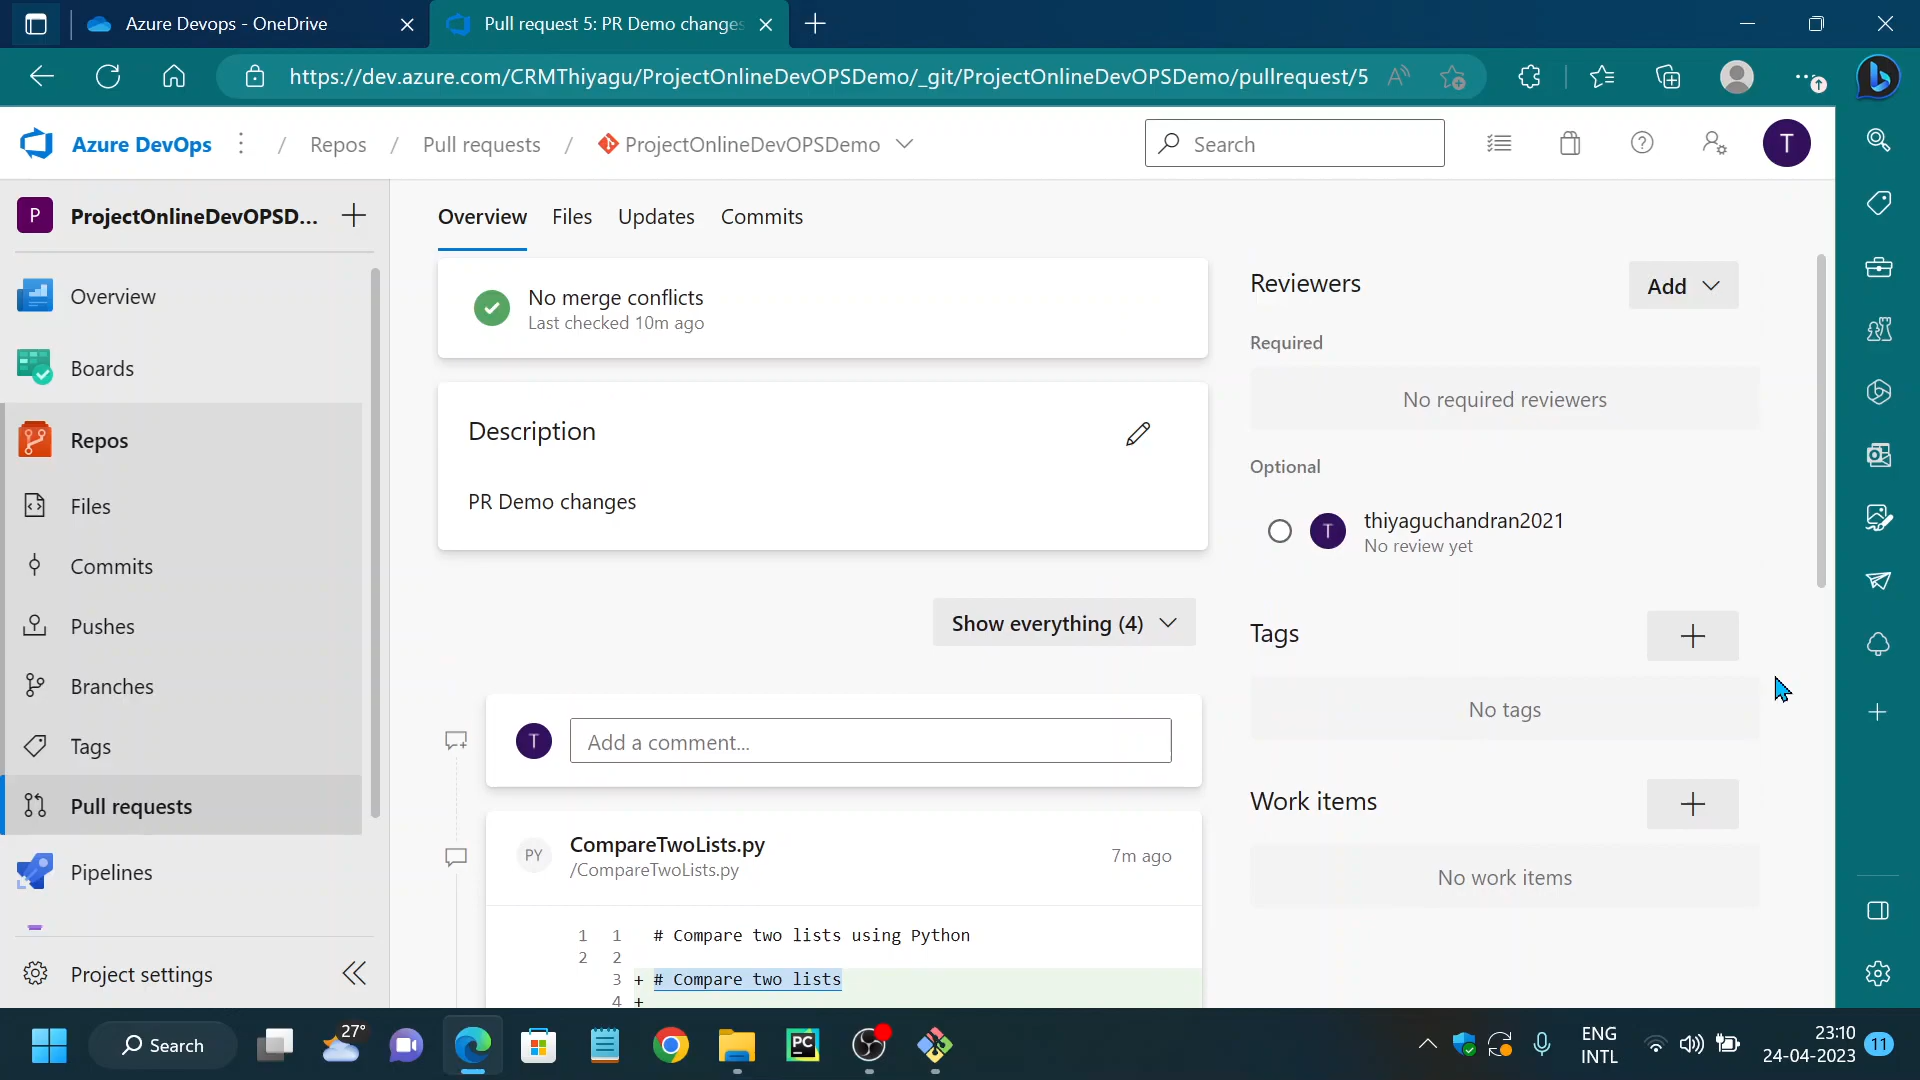 Azure Devops - OneDrive
Pull request 5: PR Demo changes
https://dev.azure.com/CRMThiyagu/ProjectOnlineDevOPSDemo/_git/ProjectOnlineDevOPSDemo/pullrequest/5
Azure DevOps / Repos / Pull requests / ProjectOnlineDevOPSDemo
Search
T
P ProjectOnlineDevOPSD...
Overview
Boards
Repos
Files
Commits
Pushes
Branches
Tags
Pull requests
Pipelines
Project settings
Overview Files Updates Commits
No merge conflicts
Last checked 10m ago
Description
PR Demo changes
Show everything (4)
T Add a comment...
PY CompareTwoLists.py
/CompareTwoLists.py
7m ago
1 1 # Compare two lists using Python
2 2
3 + # Compare two lists
4 +
Reviewers
Add
Required
No required reviewers
Optional
T thiyaguchandran2021
No review yet
Tags
No tags
Work items
No work items
Search
27°
PC
ENG
INTL
23:10
24-04-2023
11